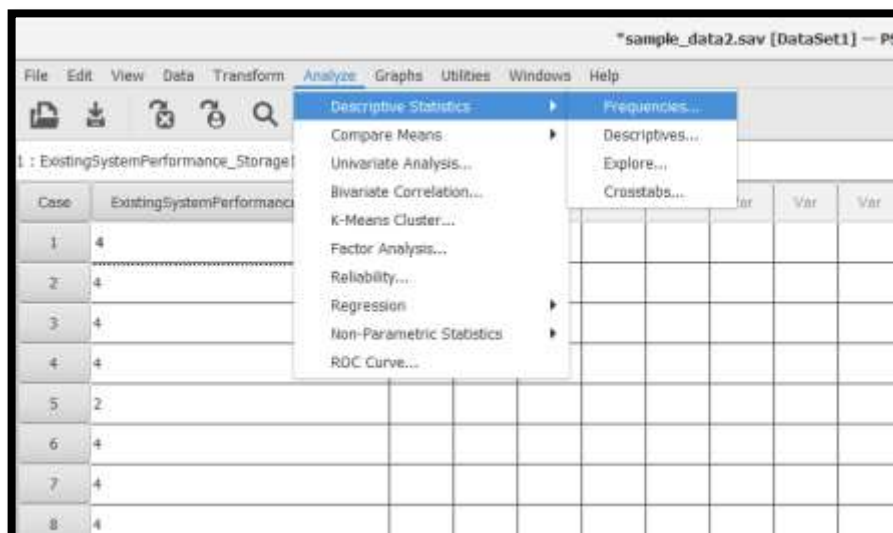 *sample_data2.sav [DataSet1] — PS
File Edit View Data Transform Analyze Graphs Utilities Windows Help
Descriptive Statistics
Frequencies...
Compare Means
Descriptives...
1 : ExistingSystemPerformance_Storage
Univariate Analysis...
Explore...
Bivariate Correlation...
Crosstabs...
Case ExistingSystemPerformanc Var Var
K-Means Cluster...
1 4
Factor Analysis...
2 4
Reliability...
3 4
Regression
Non-Parametric Statistics
4 4
ROC Curve...
5 2
6 4
7 4
8 4